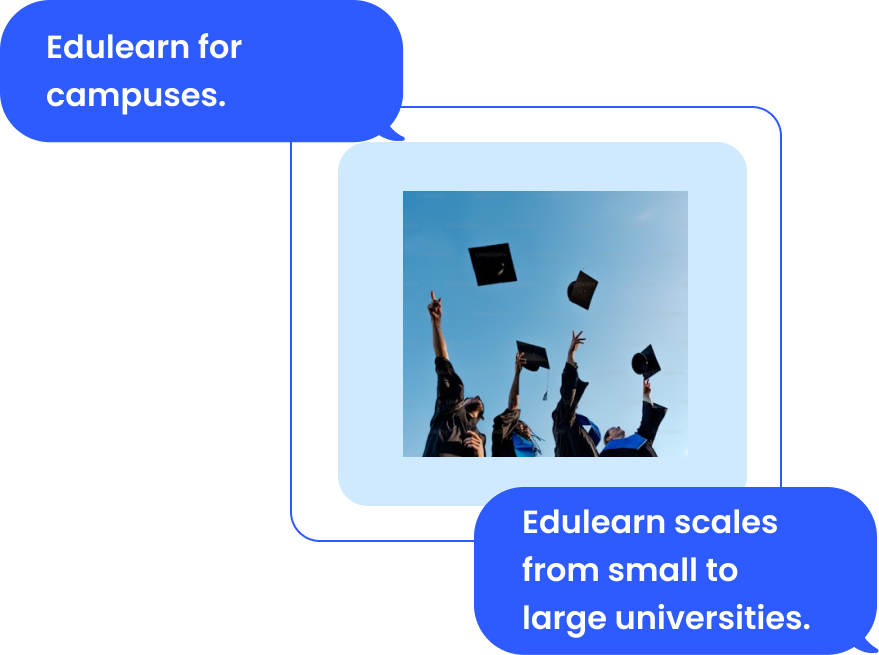 Edulearn for
campuses.
Edulearn scales
from small to
large universities.